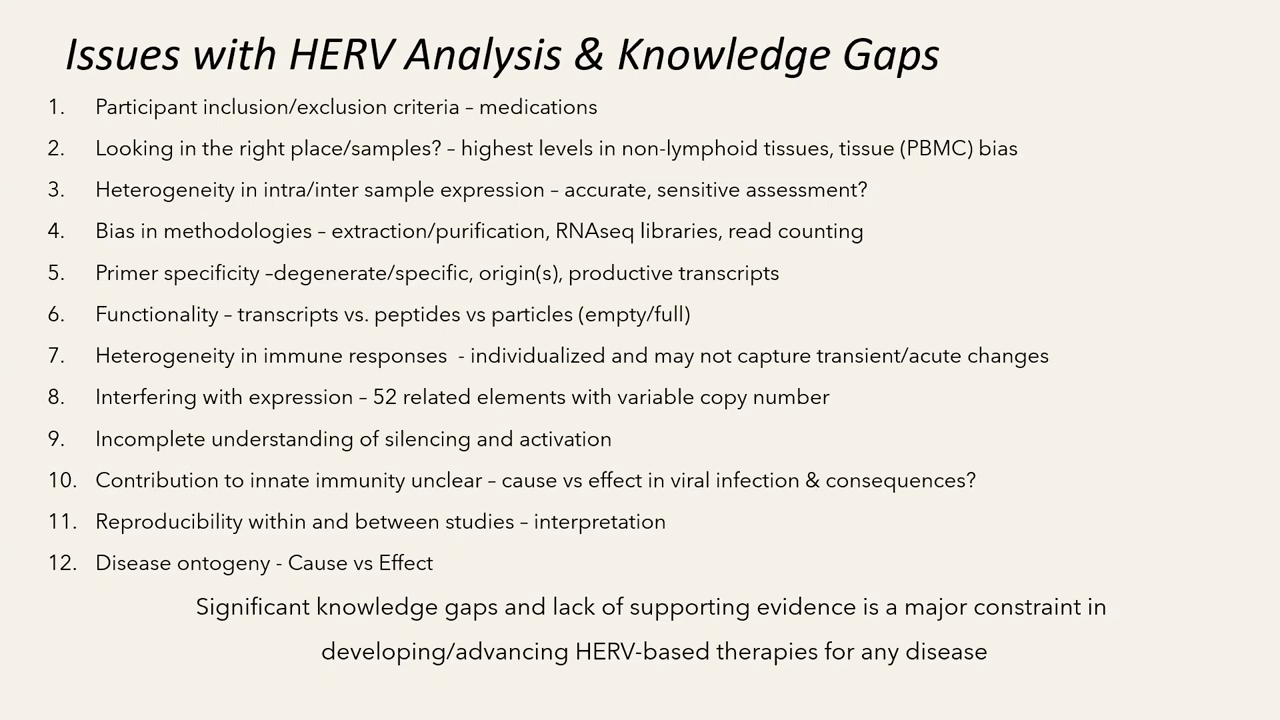 Issues with HERV Analysis & Knowledge Gaps
1. Participant inclusion/exclusion criteria – medications
2. Looking in the right place/samples? – highest levels in non-lymphoid tissues, tissue (PBMC) bias
3. Heterogeneity in intra/inter sample expression – accurate, sensitive assessment?
4. Bias in methodologies – extraction/purification, RNAseq libraries, read counting
5. Primer specificity –degenerate/specific, origin(s), productive transcripts
6. Functionality – transcripts vs. peptides vs particles (empty/full)
7. Heterogeneity in immune responses  - individualized and may not capture transient/acute changes
8. Interfering with expression – 52 related elements with variable copy number
9. Incomplete understanding of silencing and activation
10. Contribution to innate immunity unclear – cause vs effect in viral infection & consequences?
11. Reproducibility within and between studies – interpretation
12. Disease ontogeny - Cause vs Effect
Significant knowledge gaps and lack of supporting evidence is a major constraint in
developing/advancing HERV-based therapies for any disease